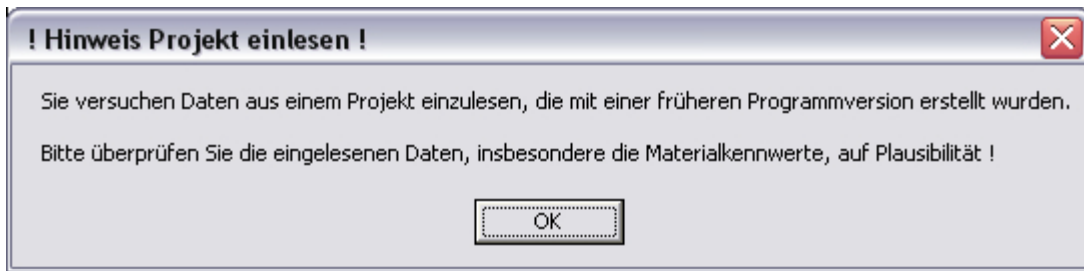 ! Hinweis Projekt einlesen !
Sie versuchen Daten aus einem Projekt einzulesen, die mit einer früheren Programmversion erstellt wurden.
Bitte überprüfen Sie die eingelesenen Daten, insbesondere die Materialkennwerte, auf Plausibilität !
OK